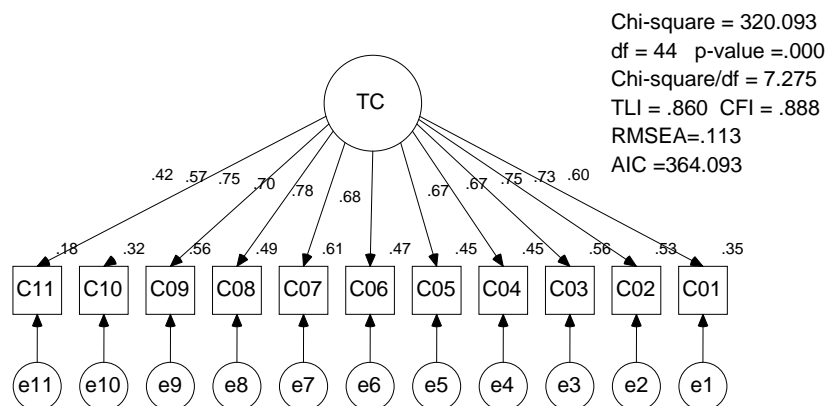 Chi-square = 320.093
df = 44 p-value =.000
Chi-square/df = 7.275
TLI = .860 CFI = .888
RMSEA=.113
AIC =364.093
TC
.42 .57 .75 .70 .78 .68 .67 .67 .75 .73 .60
.18 .32 .56 .49 .61 .47 .45 .45 .56 .53 .35
C11 C10 C09 C08 C07 C06 C05 C04 C03 C02 C01
e11 e10 e9 e8 e7 e6 e5 e4 e3 e2 e1